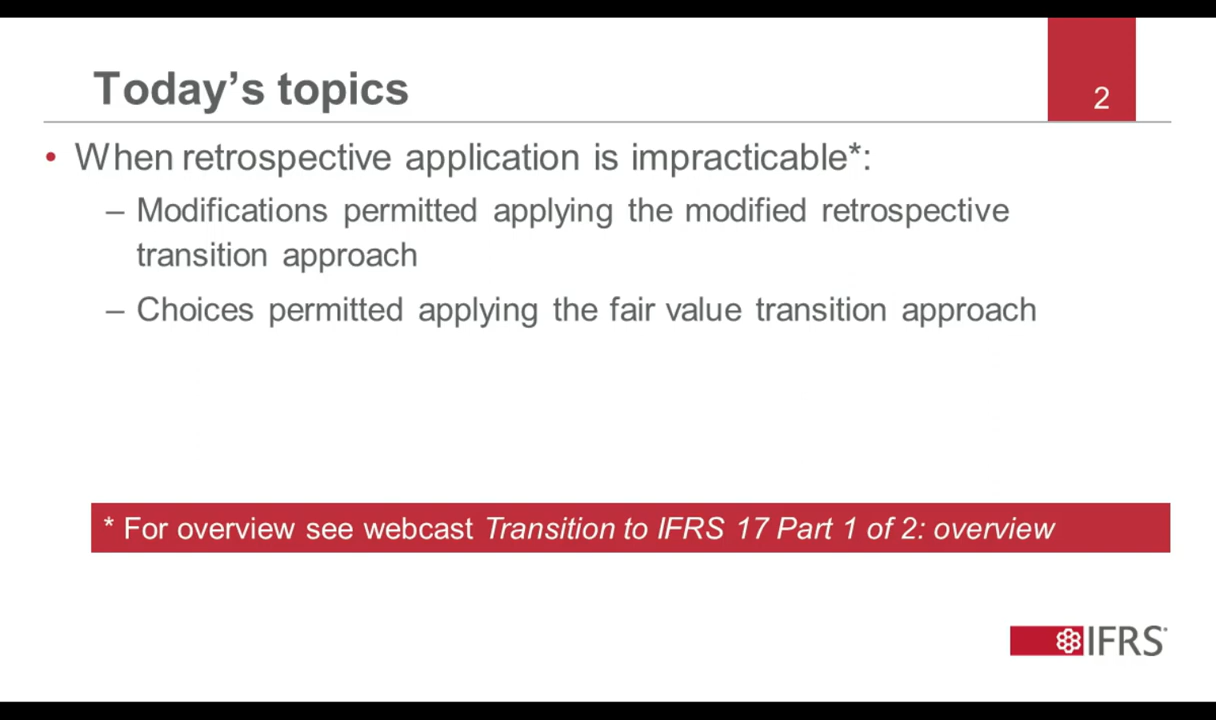 Today’s topics
2
• When retrospective application is impracticable*:
– Modifications permitted applying the modified retrospective
transition approach
– Choices permitted applying the fair value transition approach
* For overview see webcast Transition to IFRS 17 Part 1 of 2: overview
IFRS